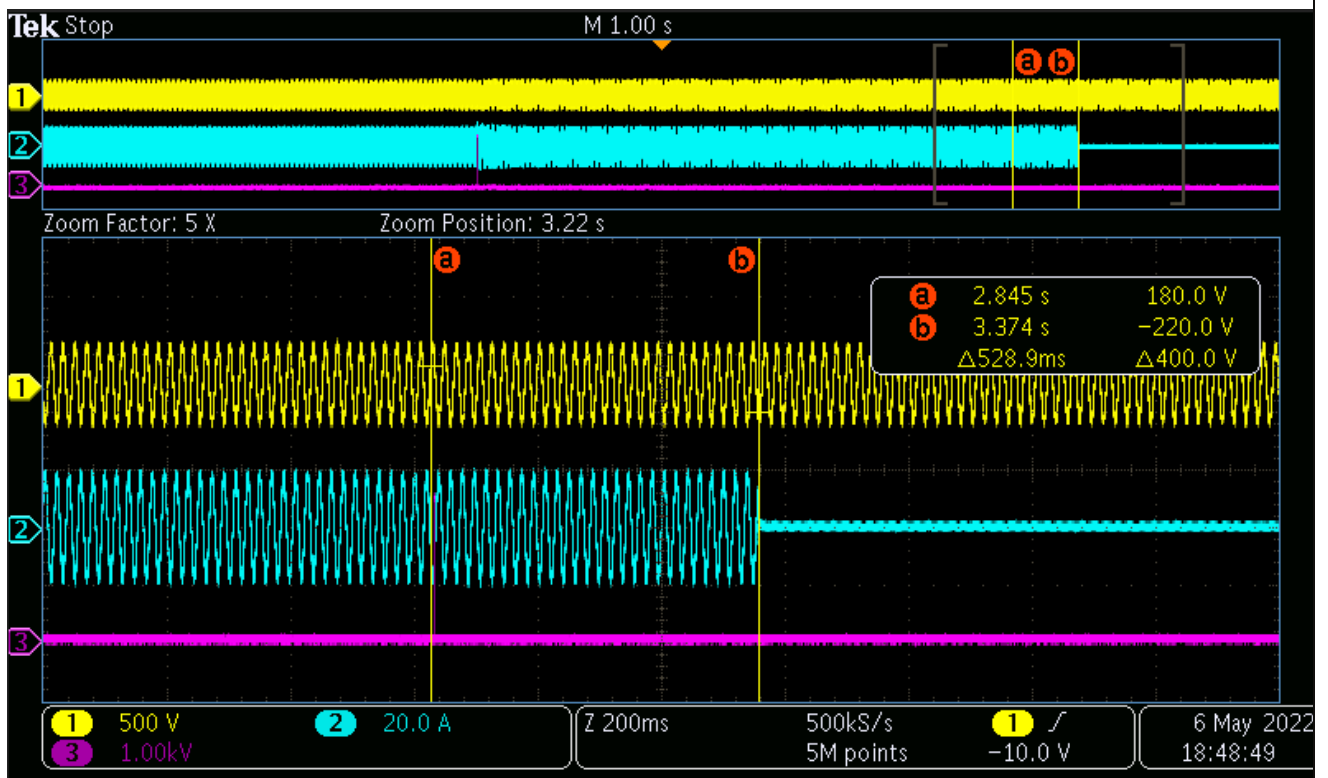 Tek Stop M 1.00 s
a b
1
2
3
Zoom Factor: 5 X Zoom Position: 3.22 s
a b
a 2.845 s 180.0 V
b 3.374 s −220.0 V
△528.9ms △400.0 V
1
2
3
1 500 V 2 20.0 A Z 200ms 500kS/s 1 6 May 2022
3 1.00kV 5M points −10.0 V 18:48:49